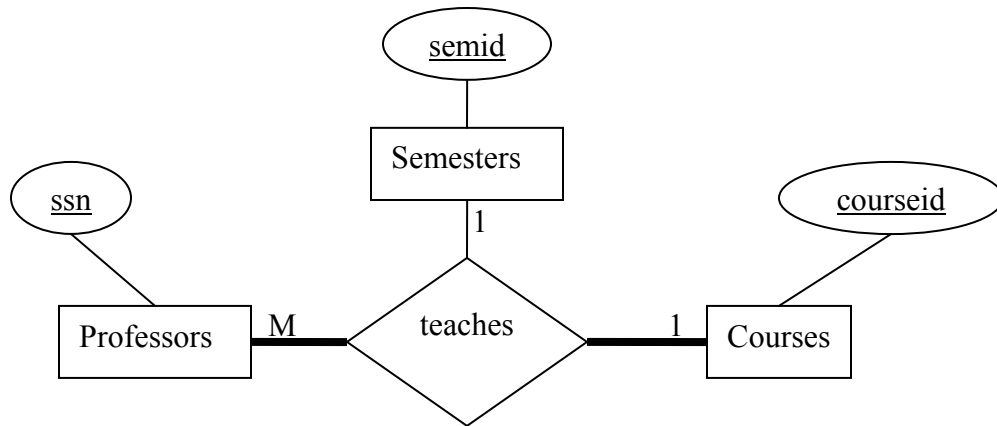 semid
Semesters
ssn
courseid
1
Professors
M
teaches
1
Courses